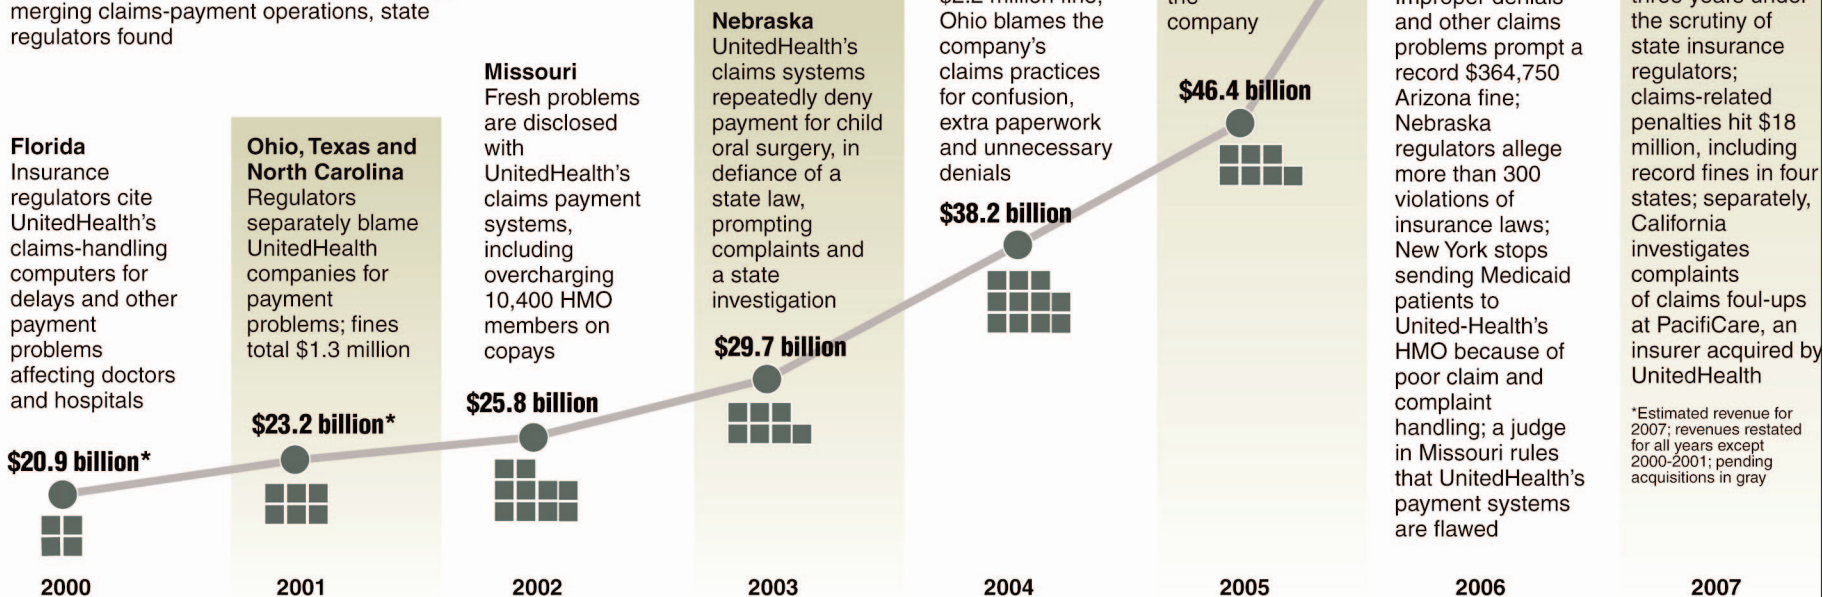 merging claims-payment operations, state
regulators found
Florida
Insurance
regulators cite
UnitedHealth's
claims-handling
computers for
delays and other
payment
problems
affecting doctors
and hospitals
$20.9 billion*
2000
Ohio, Texas and
North Carolina
Regulators
separately blame
UnitedHealth
companies for
payment
problems; fines
total $1.3 million
$23.2 billion*
2001
Missouri
Fresh problems
are disclosed
with
UnitedHealth's
claims payment
systems,
including
overcharging
10,400 HMO
members on
copays
$25.8 billion
2002
Nebraska
UnitedHealth's
claims systems
repeatedly deny
payment for child
oral surgery, in
defiance of a
state law,
prompting
complaints and
a state
investigation
$29.7 billion
2003
$2.2 million fine,
Ohio blames the
company's
claims practices
for confusion,
extra paperwork
and unnecessary
denials
$38.2 billion
2004
the
company
$46.4 billion
2005
improper denials
and other claims
problems prompt a
record $364,750
Arizona fine;
Nebraska
regulators allege
more than 300
violations of
insurance laws;
New York stops
sending Medicaid
patients to
United-Health's
HMO because of
poor claim and
complaint
handling; a judge
in Missouri rules
that UnitedHealth's
payment systems
are flawed
2006
three years under
the scrutiny of
state insurance
regulators;
claims-related
penalties hit $18
million, including
record fines in four
states; separately,
California
investigates
complaints
of claims foul-ups
at PacifiCare, an
insurer acquired by
UnitedHealth
*Estimated revenue for
2007; revenues restated
for all years except
2000-2001; pending
acquisitions in gray
2007